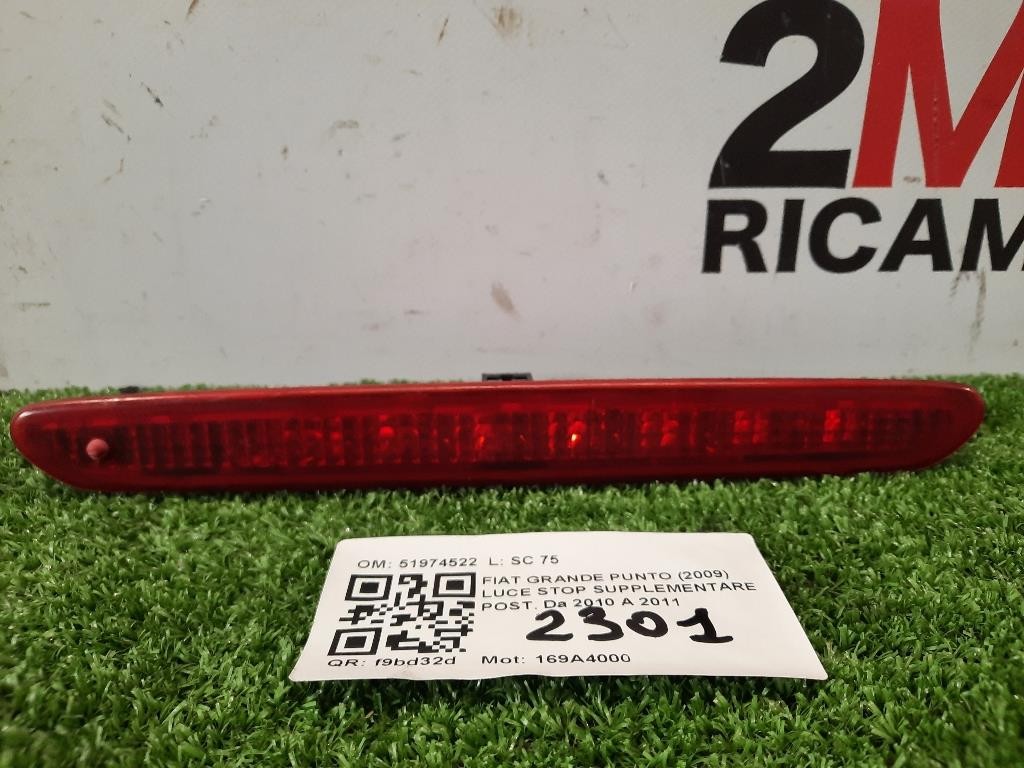 2M
RICAM
OM: 51974522 L: SC 75
FIAT GRANDE PUNTO (2009)
LUCE STOP SUPPLEMENTARE
POST. Da 2010 A 2011
2301
QR: f9bd32d Mot: 169A4000